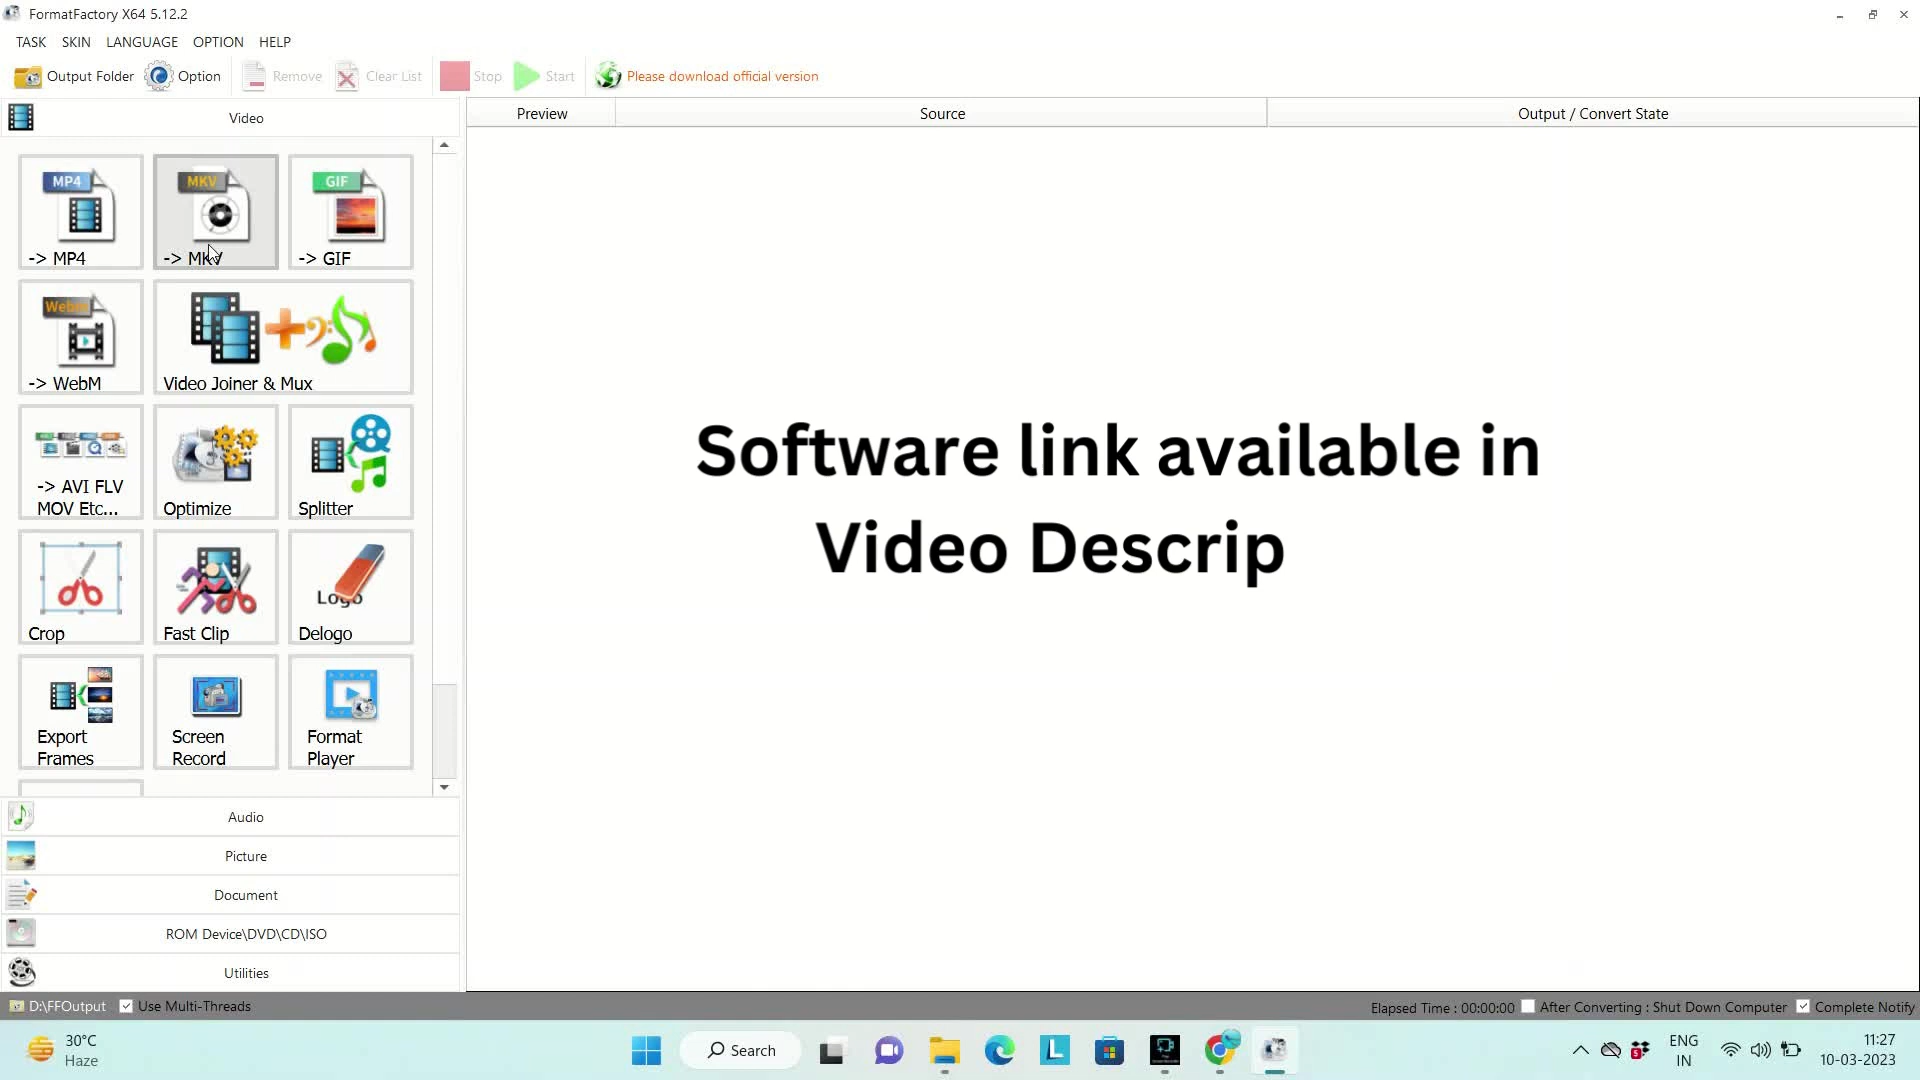 FormatFactory X64 5.12.2
TASK SKIN LANGUAGE OPTION HELP
Output Folder Option Remove Clear List Stop Start Please download official version
Video
Preview Source Output / Convert State
MP4 MKV GIF
-> MP4 -> MKV -> GIF
WebM
-> WebM Video Joiner & Mux
-> AVI FLV
MOV Etc... Optimize Splitter
Logo
Crop Fast Clip Delogo
Export Screen Format
Frames Record Player
Software link available in
Video Descrip
Audio
Picture
Document
ROM Device\DVD\CD\ISO
Utilities
D:\FFOutput Use Multi-Threads Elapsed Time : 00:00:00 After Converting : Shut Down Computer Complete Notify
30°C
Haze
Search
L
5
ENG
IN
11:27
10-03-2023